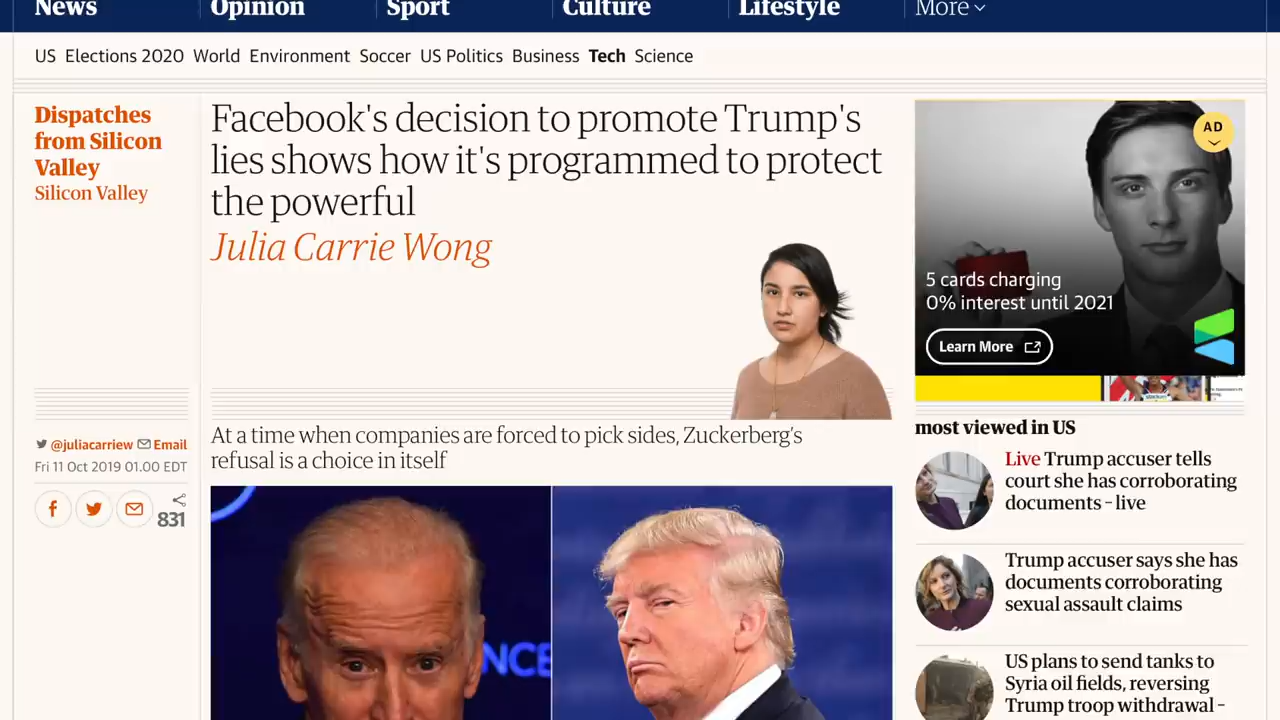 News Opinion Sport Culture Lifestyle More
US Elections 2020 World Environment Soccer US Politics Business Tech Science
Dispatches
from Silicon
Valley
Silicon Valley
Facebook's decision to promote Trump's
lies shows how it's programmed to protect
the powerful
Julia Carrie Wong
At a time when companies are forced to pick sides, Zuckerberg's
refusal is a choice in itself
@juliacarriew Email
Fri 11 Oct 2019 01.00 EDT
831
NCE
AD
5 cards charging
0% interest until 2021
Learn More
most viewed in US
Live Trump accuser tells
court she has corroborating
documents – live
Trump accuser says she has
documents corroborating
sexual assault claims
US plans to send tanks to
Syria oil fields, reversing
Trump troop withdrawal –